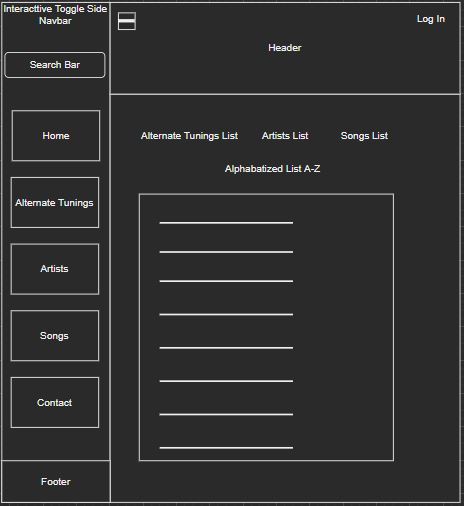 Interacttive Toggle Side
Navbar
Log In
Header
Search Bar
Home
Alternate Tunings List
Artists List
Songs List
Alphabatized List A-Z
Alternate Tunings
Artists
Songs
Contact
Footer